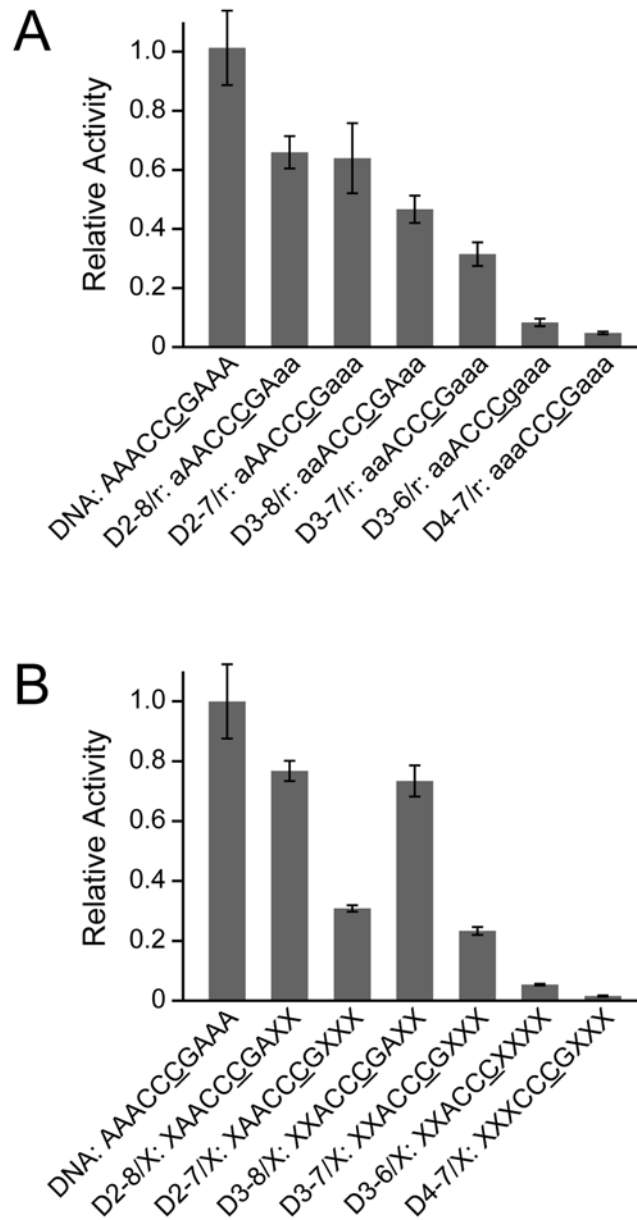 A
Relative Activity
1.0
0.8
0.6
0.4
0.2
0
DNA: AAACCCGAAA
D2-8/r: aAACCCGAaa
D2-7/r: aAACCCGaaa
D3-8/r: aaACCCGAaa
D3-7/r: aaACCCGaaa
D3-6/r: aaACCCgaaa
D4-7/r: aaaCCCGaaa
B
Relative Activity
1.0
0.8
0.6
0.4
0.2
0
DNA: AAACCCGAAA
D2-8/X: XAACCCGAXX
D2-7/X: XAACCCGXXX
D3-8/X: XXACCCGAXX
D3-7/X: XXACCCGXXX
D3-6/X: XXACCCXXXX
D4-7/X: XXXCCCGXXX